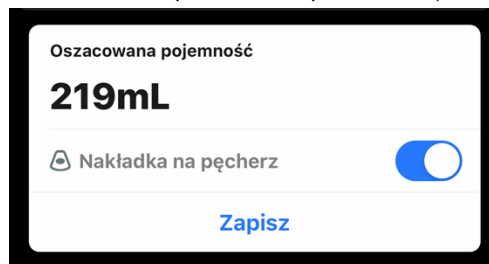 Oszacowana pojemność
219mL
Nakładka na pęcherz
Zapisz